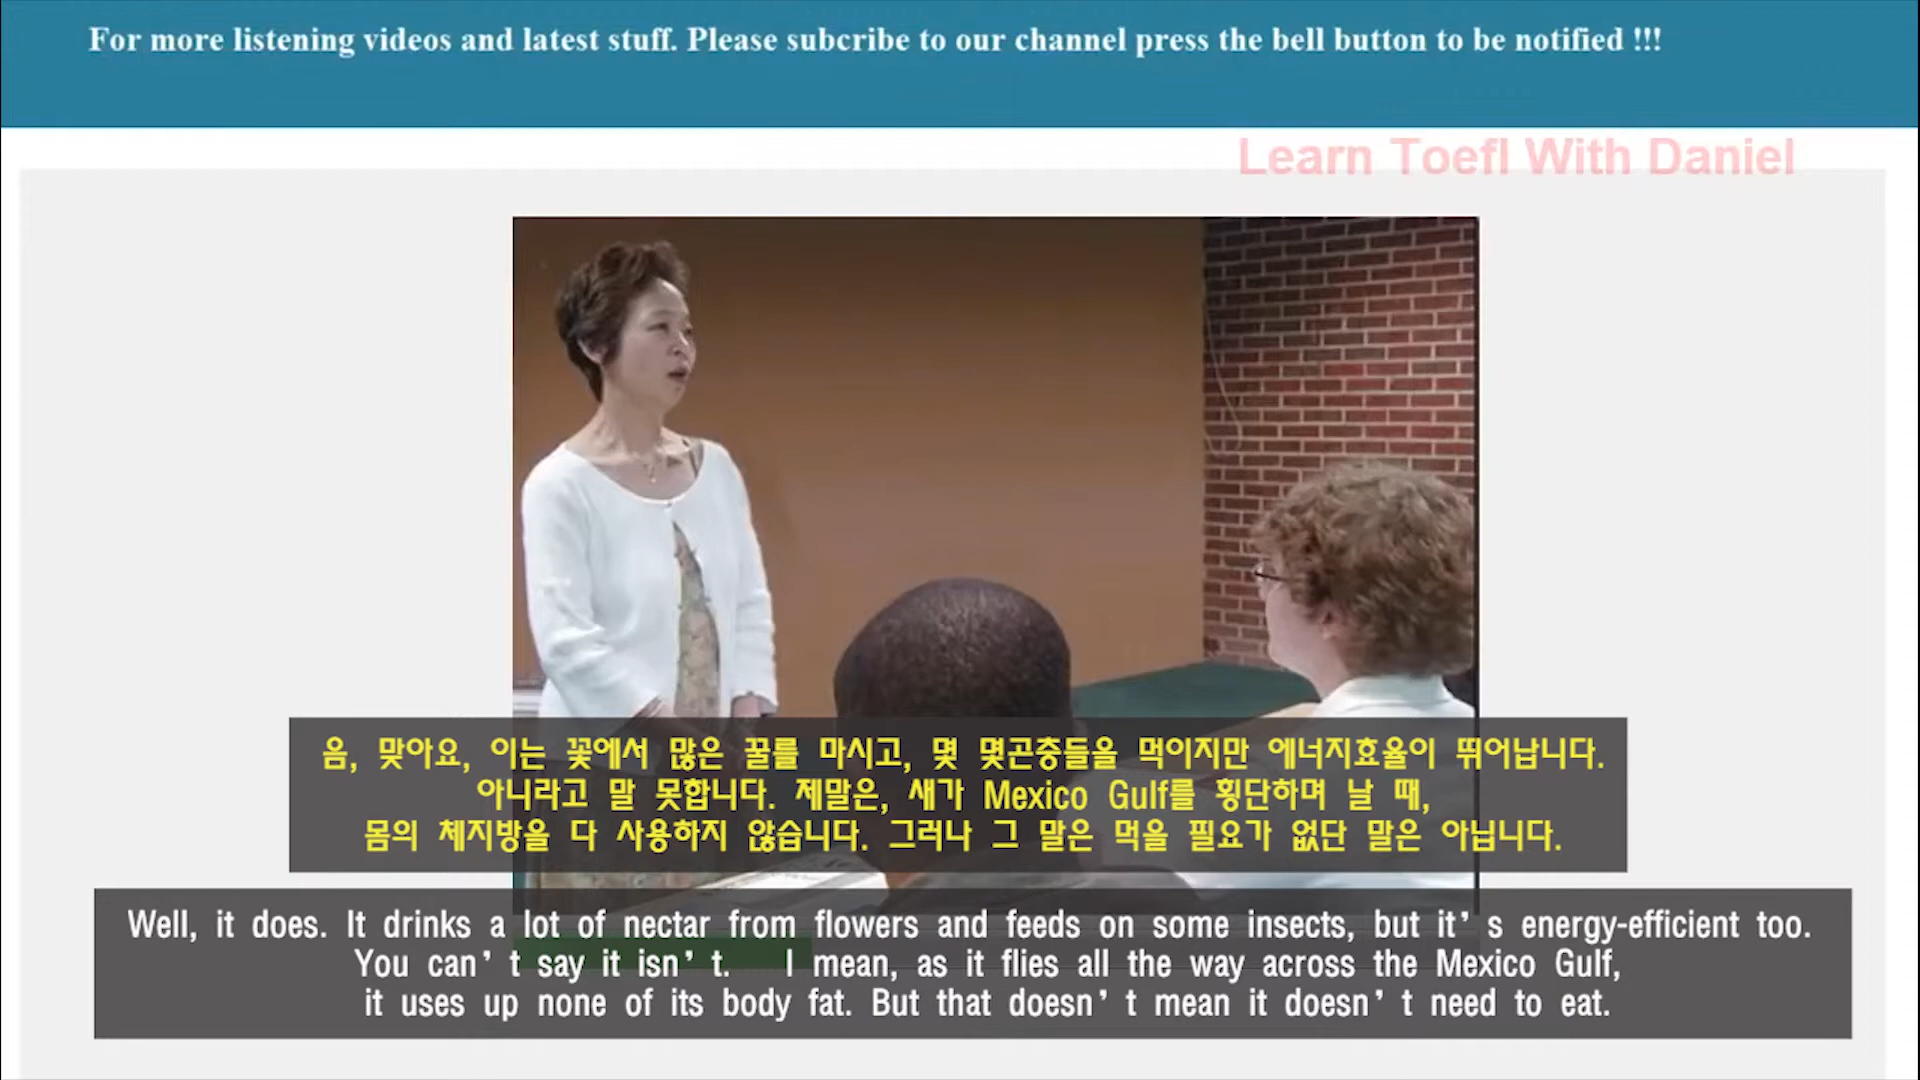 For more listening videos and latest stuff. Please subcribe to our channel press the bell button to be notified !!!
Learn Toefl With Daniel
음, 맞아요, 이는 꽃에서 많은 꿀를 마시고, 몇 몇곤충들을 먹이지만 에너지효율이 뛰어납니다.
아니라고 말 못합니다. 제말은, 새가 Mexico Gulf를 횡단하며 날 때,
몸의 체지방을 다 사용하지 않습니다. 그러나 그 말은 먹을 필요가 없단 말은 아닙니다.
Well, it does. It drinks a lot of nectar from flowers and feeds on some insects, but it’s energy-efficient too.
You can’t say it isn’t. I mean, as it flies all the way across the Mexico Gulf,
it uses up none of its body fat. But that doesn’t mean it doesn’t need to eat.